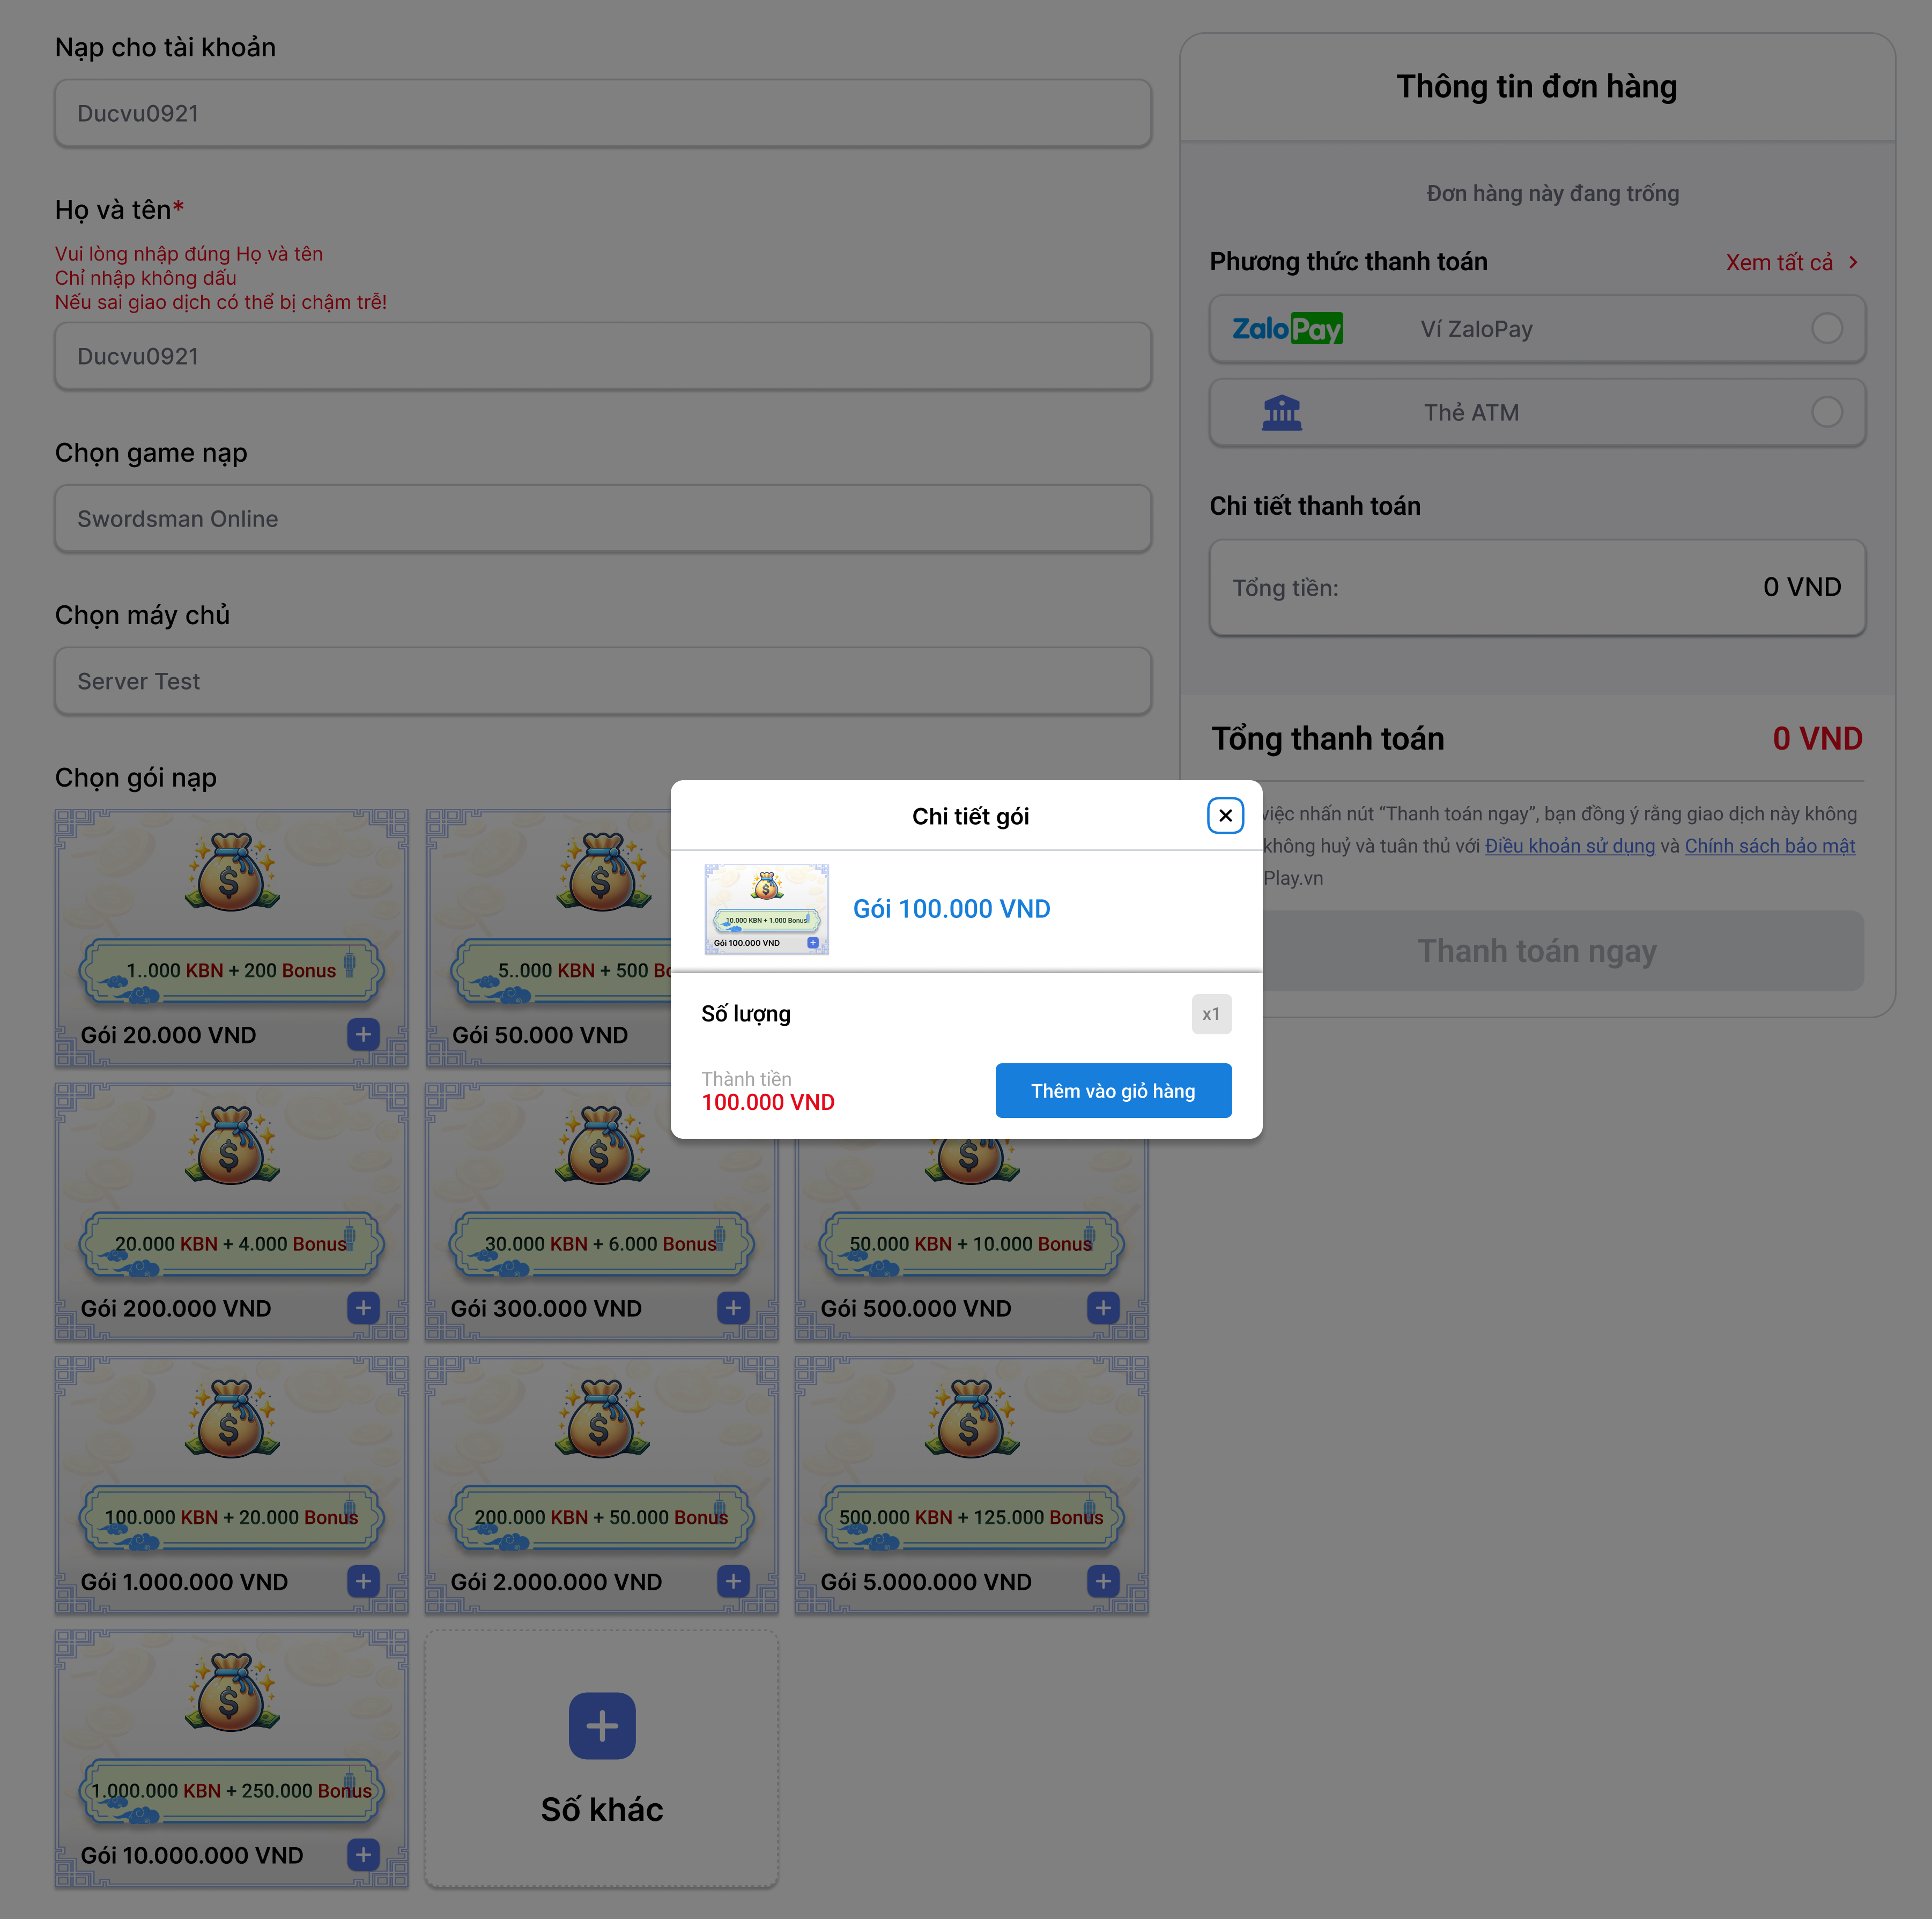 Nạp cho tài khoản
Ducvu0921
Họ và tên*
Vui lòng nhập đúng Họ và tên
Chỉ nhập không dấu
Nếu sai giao dịch có thể bị chậm trễ!
Ducvu0921
Chọn game nạp
Swordsman Online
Chọn máy chủ
Server Test
Chọn gói nạp
1..000 KBN + 200 Bonus
Gói 20.000 VND
5..000 KBN + 500
Gói 50.000 VND
20.000 KBN + 4.000 Bonus
Gói 200.000 VND
30.000 KBN + 6.000 Bonus
Gói 300.000 VND
50.000 KBN + 10.000 Bonus
Gói 500.000 VND
100.000 KBN + 20.000 Bonus
Gói 1.000.000 VND
200.000 KBN + 50.000 Bonus
Gói 2.000.000 VND
500.000 KBN + 125.000 Bonus
Gói 5.000.000 VND
1.000.000 KBN + 250.000 Bonus
Gói 10.000.000 VND
Số khác
Chi tiết gói
10.000 KBN + 1.000 Bonus
Gói 100.000 VND
Gói 100.000 VND
Số lượng
x1
Thành tiền
100.000 VND
Thêm vào giỏ hàng
Thông tin đơn hàng
Đơn hàng này đang trống
Phương thức thanh toán
Xem tất cả
ZaloPay
Ví ZaloPay
Thẻ ATM
Chi tiết thanh toán
Tổng tiền:
0 VND
Tổng thanh toán
0 VND
việc nhấn nút “Thanh toán ngay”, bạn đồng ý rằng giao dịch này không
không huỷ và tuân thủ với Điều khoản sử dụng và Chính sách bảo mật
Play.vn
Thanh toán ngay